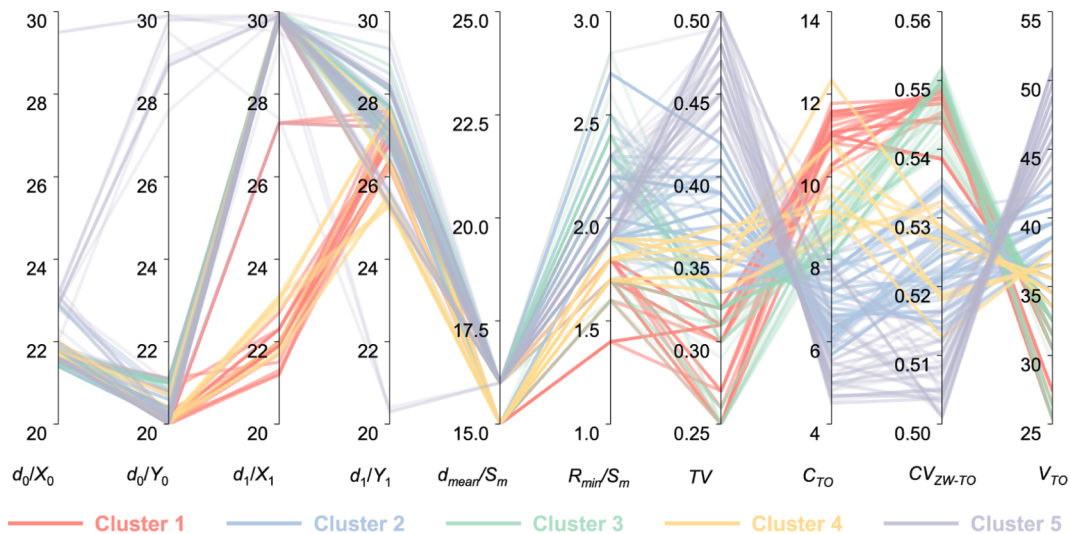 30 30 30 30 25.0 3.0 0.50 14 0.56 55
28 28 28 28 22.5 2.5 0.45 12 0.55 50
26 26 26 26 20.0 2.0 0.40 10 0.54 45
24 24 24 24 17.5 1.5 0.35 8 0.53 40
22 22 22 22 15.0 1.0 0.30 6 0.52 35
20 20 20 20 0.25 4 0.51 30
0.50 25
d0/X0 d0/Y0 d1/X1 d1/Y1 dmean/Sm Rmin/Sm TV CTO CVZW-TO VTO
Cluster 1 Cluster 2 Cluster 3 Cluster 4 Cluster 5